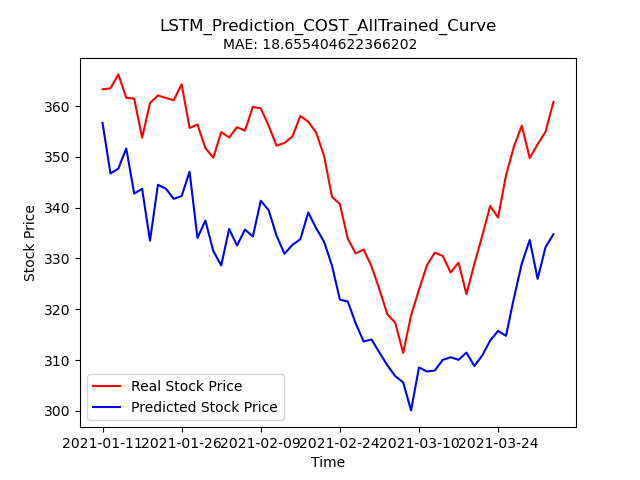 LSTM_Prediction_COST_AllTrained_Curve
MAE: 18.655404622366202
Stock Price
360
350
340
330
320
310
300
Real Stock Price
Predicted Stock Price
2021-01-11 2021-01-26 2021-02-09 2021-02-24 2021-03-10 2021-03-24
Time